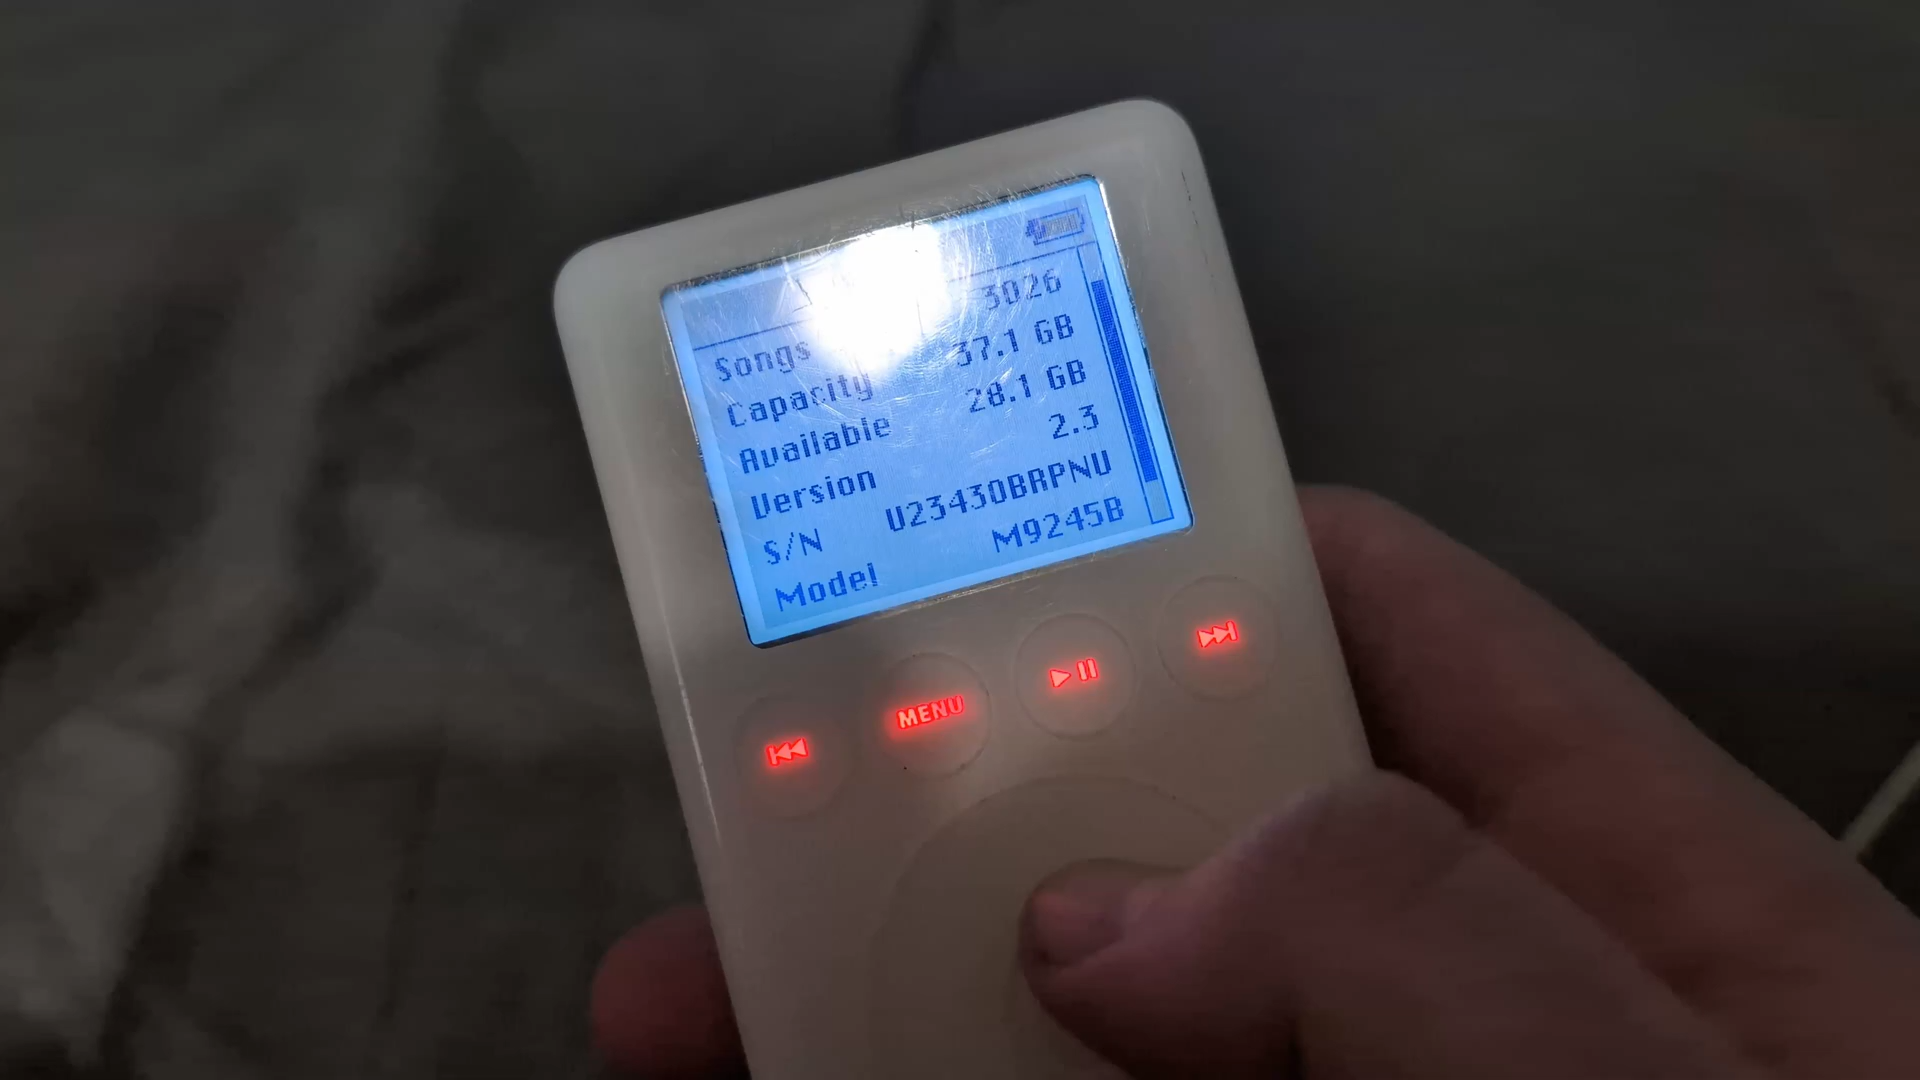 Songs 3026
Capacity 37.1 GB
Available 28.1 GB
Version 2.3
S/N U23430BRPNU
Model M9245B
MENU